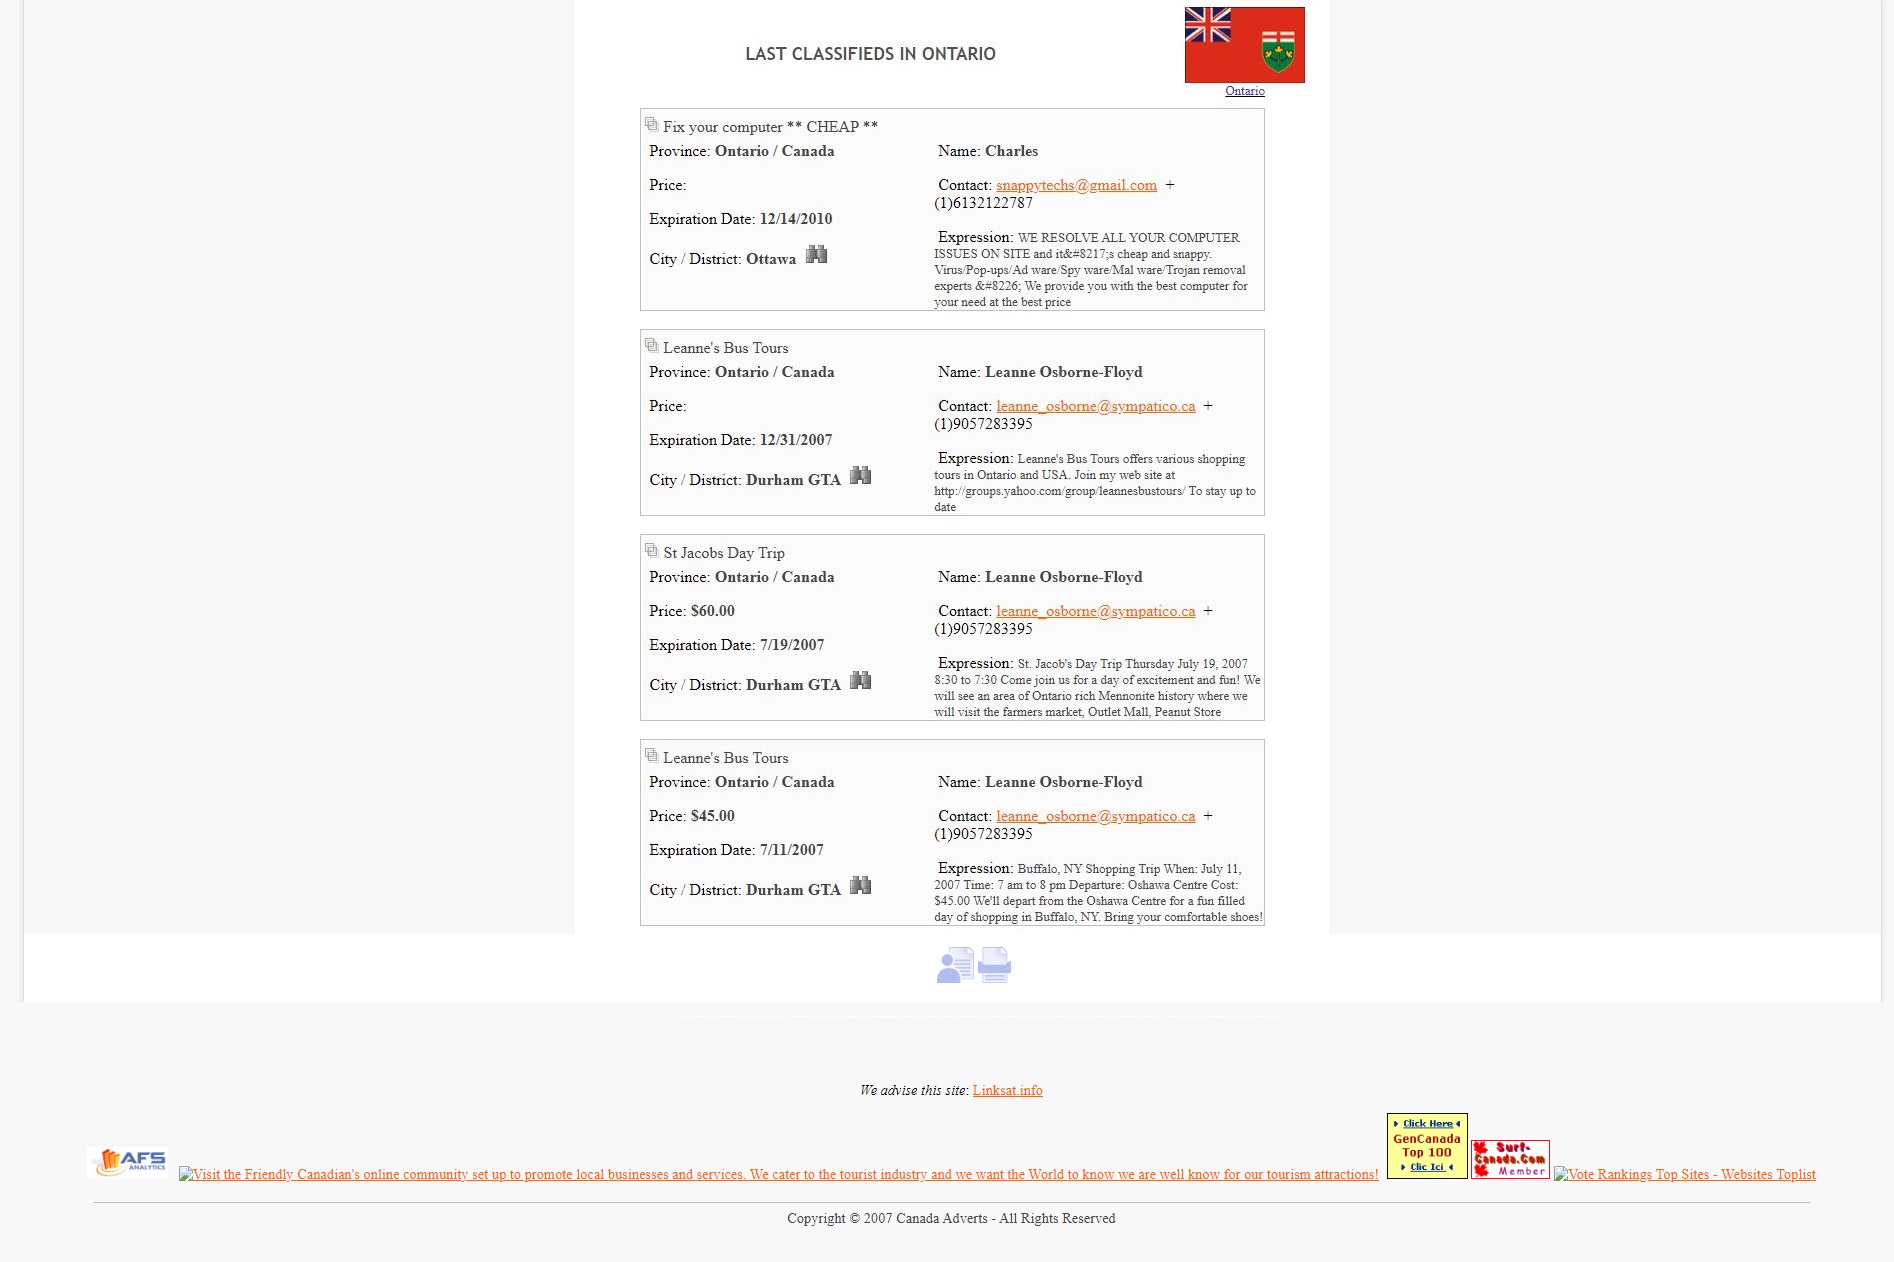 LAST CLASSIFIEDS IN ONTARIO
Ontario
Fix your computer ** CHEAP **
Province: Ontario / Canada
Price:
Expiration Date: 12/14/2010
City / District: Ottawa
Name: Charles
Contact: snappytechs@gmail.com +
(1)6132122787
Expression: WE RESOLVE ALL YOUR COMPUTER
ISSUES ON SITE and it&#8217;s cheap and snappy.
Virus/Pop-ups/Ad ware/Spy ware/Mal ware/Trojan removal
experts &#8226; We provide you with the best computer for
your need at the best price
Leanne's Bus Tours
Province: Ontario / Canada
Price:
Expiration Date: 12/31/2007
City / District: Durham GTA
Name: Leanne Osborne-Floyd
Contact: leanne_osborne@sympatico.ca +
(1)9057283395
Expression: Leanne's Bus Tours offers various shopping
tours in Ontario and USA. Join my web site at
http://groups.yahoo.com/group/leannesbustours/ To stay up to
date
St Jacobs Day Trip
Province: Ontario / Canada
Price: $60.00
Expiration Date: 7/19/2007
City / District: Durham GTA
Name: Leanne Osborne-Floyd
Contact: leanne_osborne@sympatico.ca +
(1)9057283395
Expression: St. Jacob's Day Trip Thursday July 19, 2007
8:30 to 7:30 Come join us for a day of excitement and fun! We
will see an area of Ontario rich Mennonite history where we
will visit the farmers market, Outlet Mall, Peanut Store
Leanne's Bus Tours
Province: Ontario / Canada
Price: $45.00
Expiration Date: 7/11/2007
City / District: Durham GTA
Name: Leanne Osborne-Floyd
Contact: leanne_osborne@sympatico.ca +
(1)9057283395
Expression: Buffalo, NY Shopping Trip When: July 11,
2007 Time: 7 am to 8 pm Departure: Oshawa Centre Cost:
$45.00 We'll depart from the Oshawa Centre for a fun filled
day of shopping in Buffalo, NY. Bring your comfortable shoes!
We advise this site: Linksat.info
AFS
ANALYTICS
Visit the Friendly Canadian's online community set up to promote local businesses and services. We cater to the tourist industry and we want the World to know we are well know for our tourism attractions!
Click Here
GenCanada
Top 100
Clic Ici
Surf-
Canada.Com
Member
Vote Rankings Top Sites - Websites Toplist
Copyright © 2007 Canada Adverts - All Rights Reserved